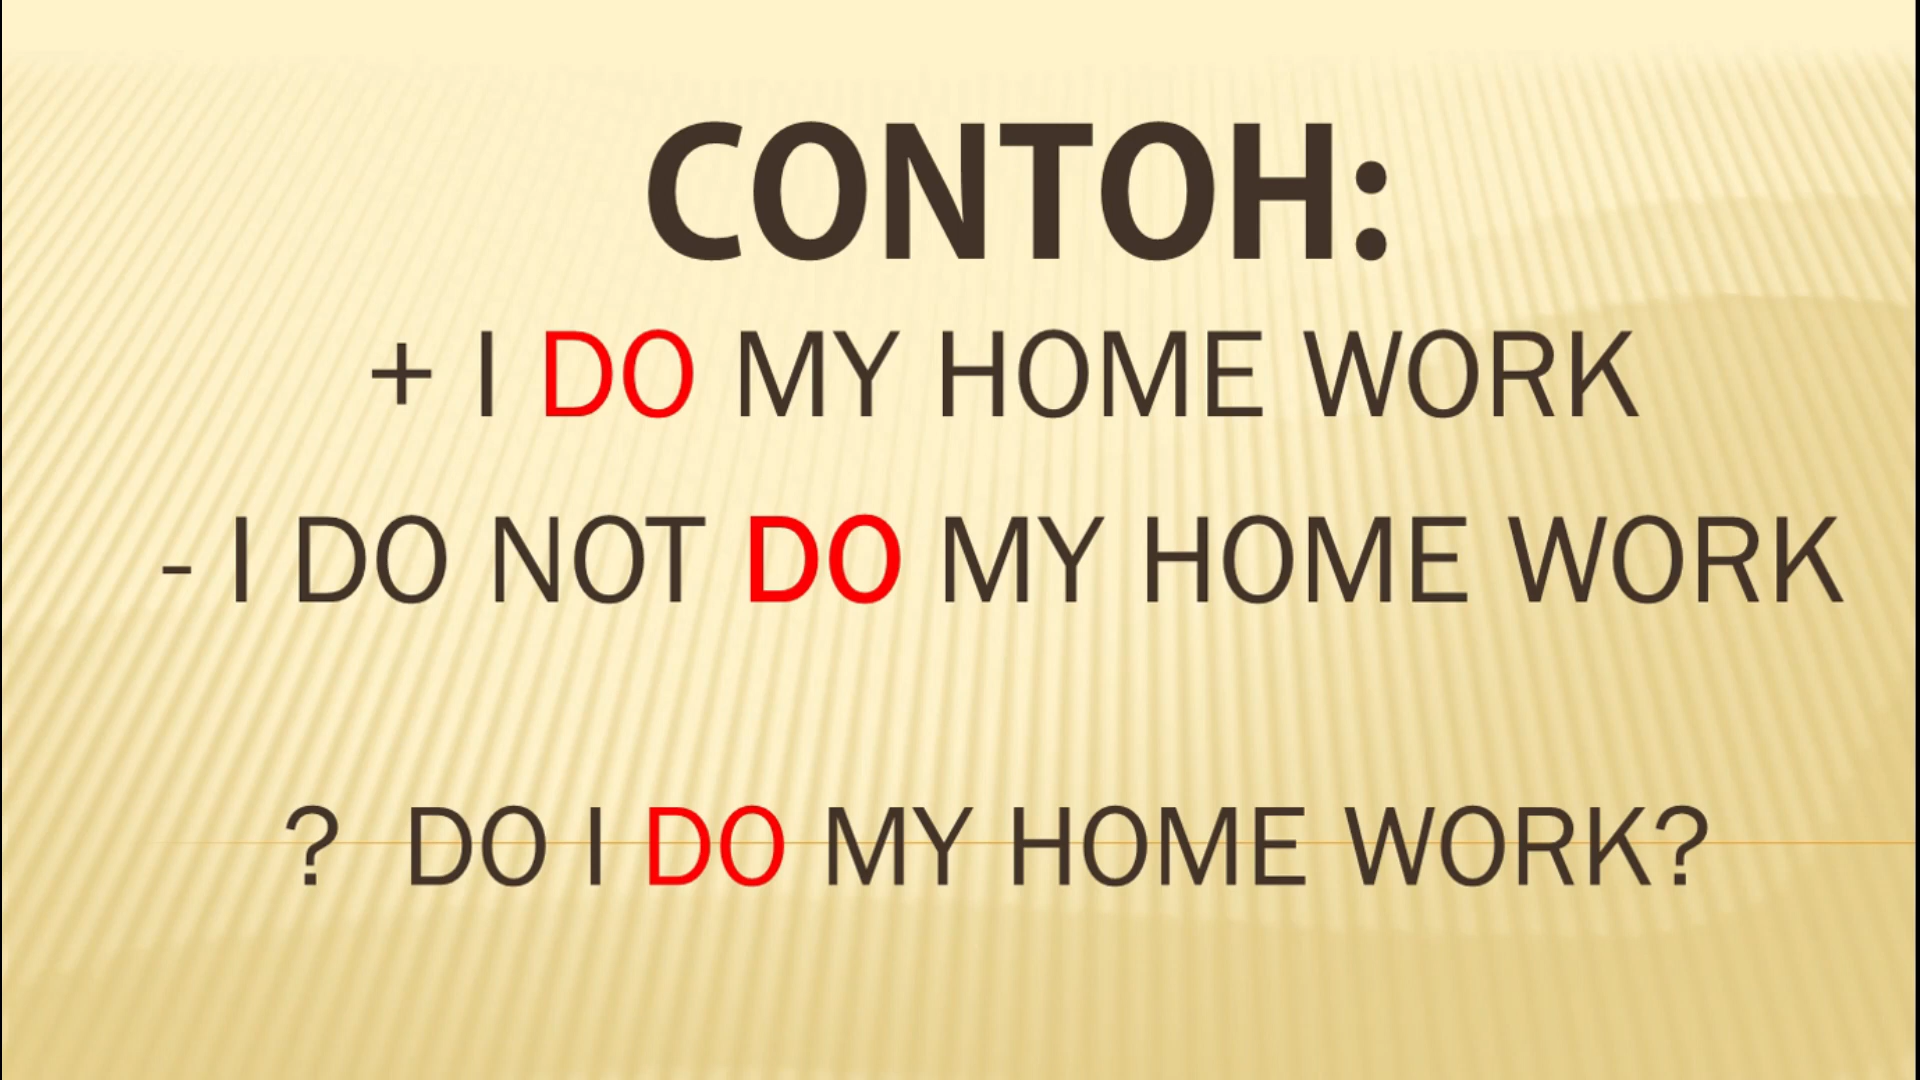 CONTOH:
+ I DO MY HOME WORK
- I DO NOT DO MY HOME WORK
? DO I DO MY HOME WORK?